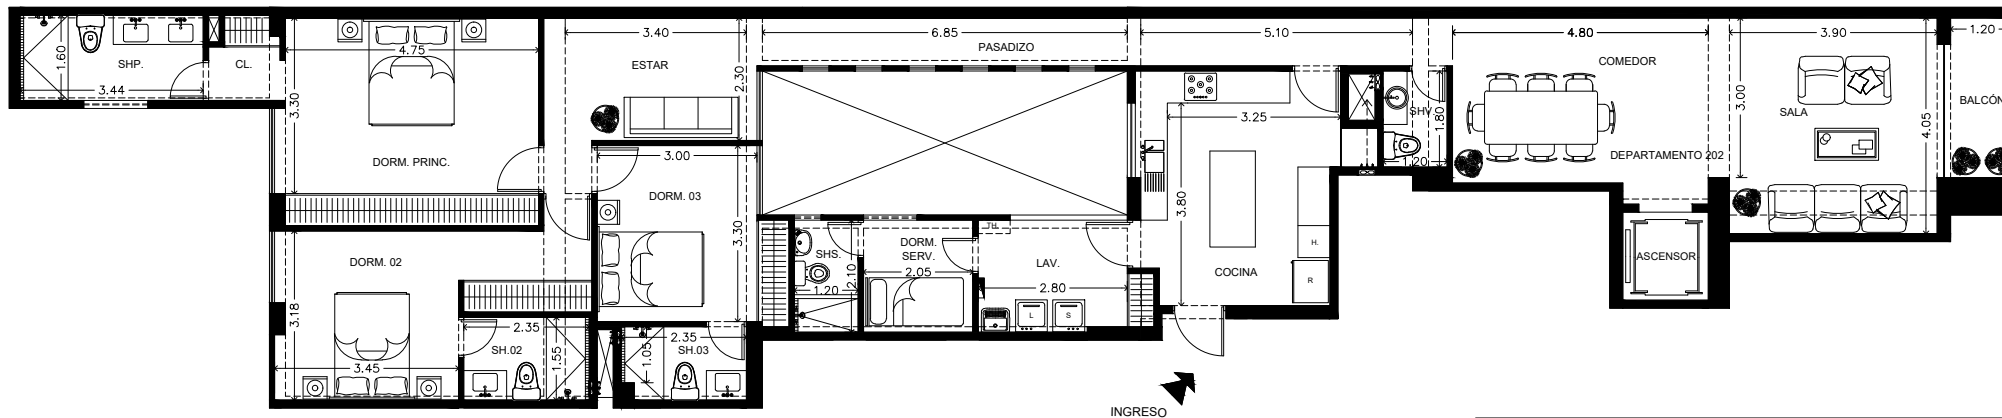 1.60
SHP.
3.44
CL.
4.75
3.30
DORM. PRINC.
3.40
ESTAR
2.30
6.85
PASADIZO
5.10
4.80
COMEDOR
3.90
1.20
3.00
SALA
4.05
BALCÓN
3.25
SHV.
1.80
1.20
DEPARTAMENTO 202
3.00
DORM. 03
3.30
3.80
COCINA
H.
R
ASCENSOR
DORM. 02
3.18
3.45
2.35
SH.02
1.55
2.35
SH.03
1.05
SHS.
2.10
1.20
DORM.
SERV.
2.05
TH
LAV.
2.80
L
S
INGRESO